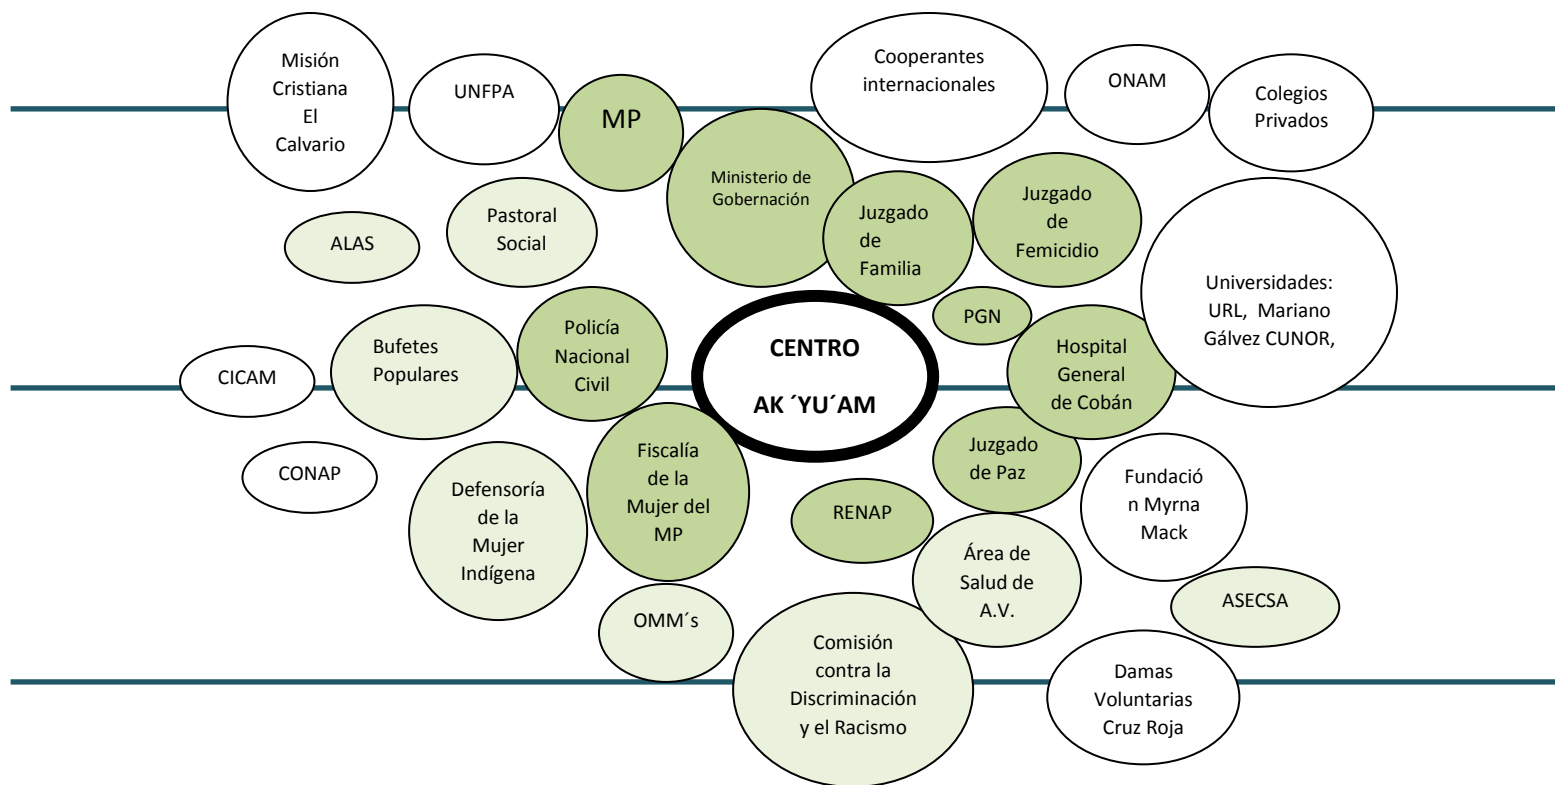 Misión
Cristiana
El
Calvario
UNFPA
MP
Cooperantes
internacionales
ONAM
Colegios
Privados
Ministerio de
Gobernación
Juzgado
de
Familia
Juzgado
de
Femicidio
Pastoral
Social
ALAS
Universidades:
URL, Mariano
Gálvez CUNOR,
PGN
Policía
Nacional
Civil
Bufetes
Populares
CICAM
CENTRO
AK ´YU´AM
Hospital
General
de Cobán
CONAP
Defensoría
de la
Mujer
Indígena
Fiscalía
de la
Mujer del
MP
Juzgado
de Paz
RENAP
Fundació
n Myrna
Mack
Área de
Salud de
A.V.
ASECSA
OMM´s
Comisión
contra la
Discriminación
y el Racismo
Damas
Voluntarias
Cruz Roja